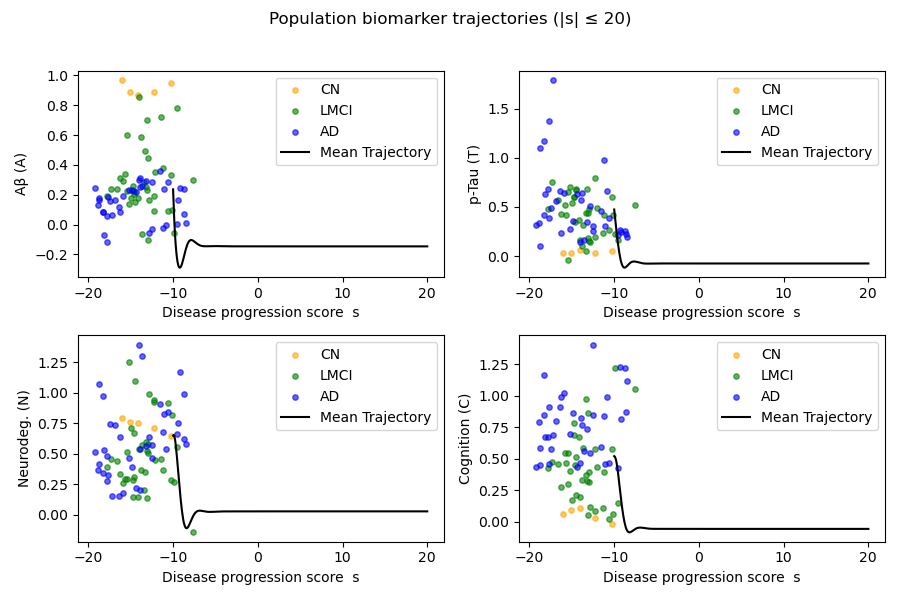 Population biomarker trajectories (|s| ≤ 20)
Aβ (A)
1.0
0.8
0.6
0.4
0.2
0.0
−0.2
−20 −10 0 10 20
Disease progression score s
CN
LMCI
AD
Mean Trajectory
p-Tau (T)
1.5
1.0
0.5
0.0
−20 −10 0 10 20
Disease progression score s
CN
LMCI
AD
Mean Trajectory
Neurodeg. (N)
1.25
1.00
0.75
0.50
0.25
0.00
−20 −10 0 10 20
Disease progression score s
CN
LMCI
AD
Mean Trajectory
Cognition (C)
1.25
1.00
0.75
0.50
0.25
0.00
−20 −10 0 10 20
Disease progression score s
CN
LMCI
AD
Mean Trajectory